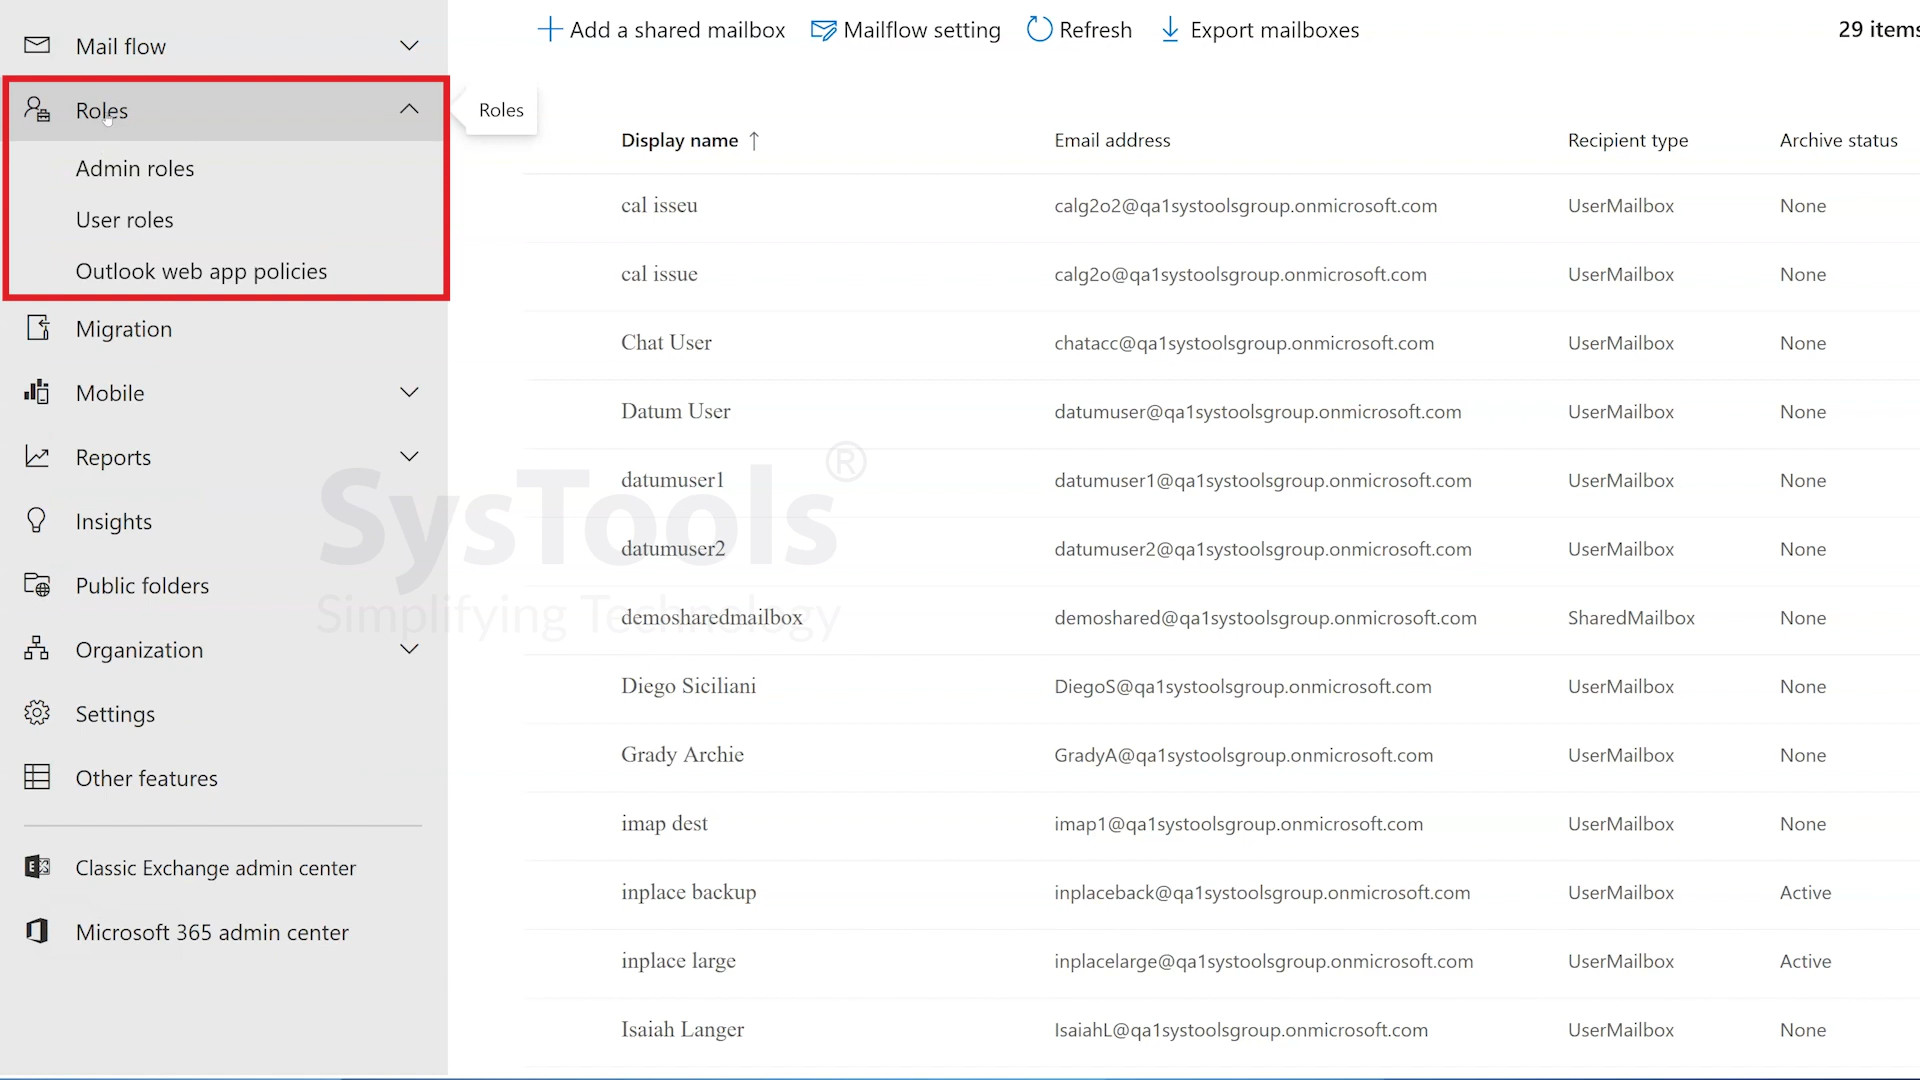 Mail flow
Roles
Admin roles
User roles
Outlook web app policies
Migration
Mobile
Reports
Insights
Public folders
Organization
Settings
Other features
Classic Exchange admin center
Microsoft 365 admin center
Roles
Add a shared mailbox Mailflow setting Refresh Export mailboxes 29 items
Display name ↑ Email address Recipient type Archive status
cal isseu calg2o2@qa1systoolsgroup.onmicrosoft.com UserMailbox None
cal issue calg2o@qa1systoolsgroup.onmicrosoft.com UserMailbox None
Chat User chatacc@qa1systoolsgroup.onmicrosoft.com UserMailbox None
Datum User datumuser@qa1systoolsgroup.onmicrosoft.com UserMailbox None
datumuser1 datumuser1@qa1systoolsgroup.onmicrosoft.com UserMailbox None
datumuser2 datumuser2@qa1systoolsgroup.onmicrosoft.com UserMailbox None
demosharedmailbox demoshared@qa1systoolsgroup.onmicrosoft.com SharedMailbox None
Diego Siciliani DiegoS@qa1systoolsgroup.onmicrosoft.com UserMailbox None
Grady Archie GradyA@qa1systoolsgroup.onmicrosoft.com UserMailbox None
imap dest imap1@qa1systoolsgroup.onmicrosoft.com UserMailbox None
inplace backup inplaceback@qa1systoolsgroup.onmicrosoft.com UserMailbox Active
inplace large inplacelarge@qa1systoolsgroup.onmicrosoft.com UserMailbox Active
Isaiah Langer IsaiahL@qa1systoolsgroup.onmicrosoft.com UserMailbox None
SysTools®
Simplifying Technology